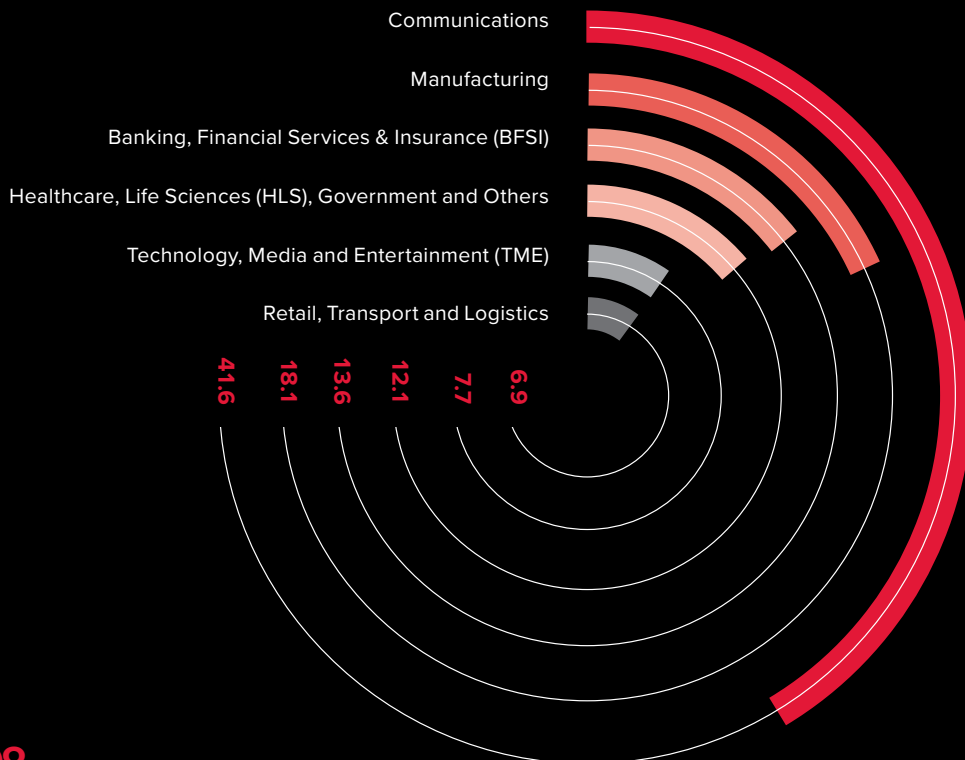 Communications
Manufacturing
Banking, Financial Services & Insurance (BFSI)
Healthcare, Life Sciences (HLS), Government and Others
Technology, Media and Entertainment (TME)
Retail, Transport and Logistics
41.6
18.1
13.6
12.1
7.7
6.9